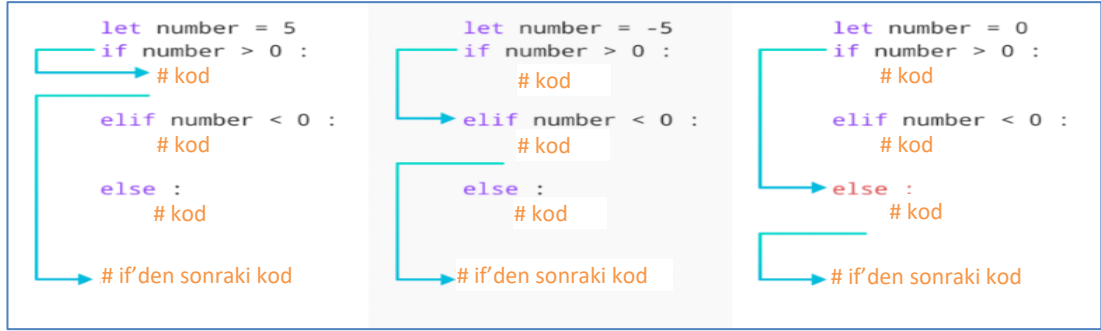 let number = 5
if number > 0 :
# kod
elif number < 0 :
# kod
else :
# kod
# if’den sonraki kod
let number = -5
if number > 0 :
# kod
elif number < 0 :
# kod
else :
# kod
# if’den sonraki kod
let number = 0
if number > 0 :
# kod
elif number < 0 :
# kod
else :
# kod
# if’den sonraki kod